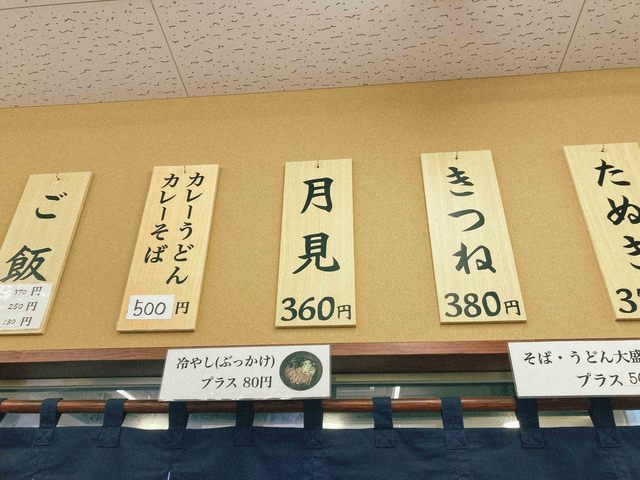 ご飯
370円
250円
130円
カレーうどん
カレーそば
500円
月見
360円
きつね
380円
たぬき
冷やし(ぶっかけ)
プラス 80円
そば・うどん大盛
プラス